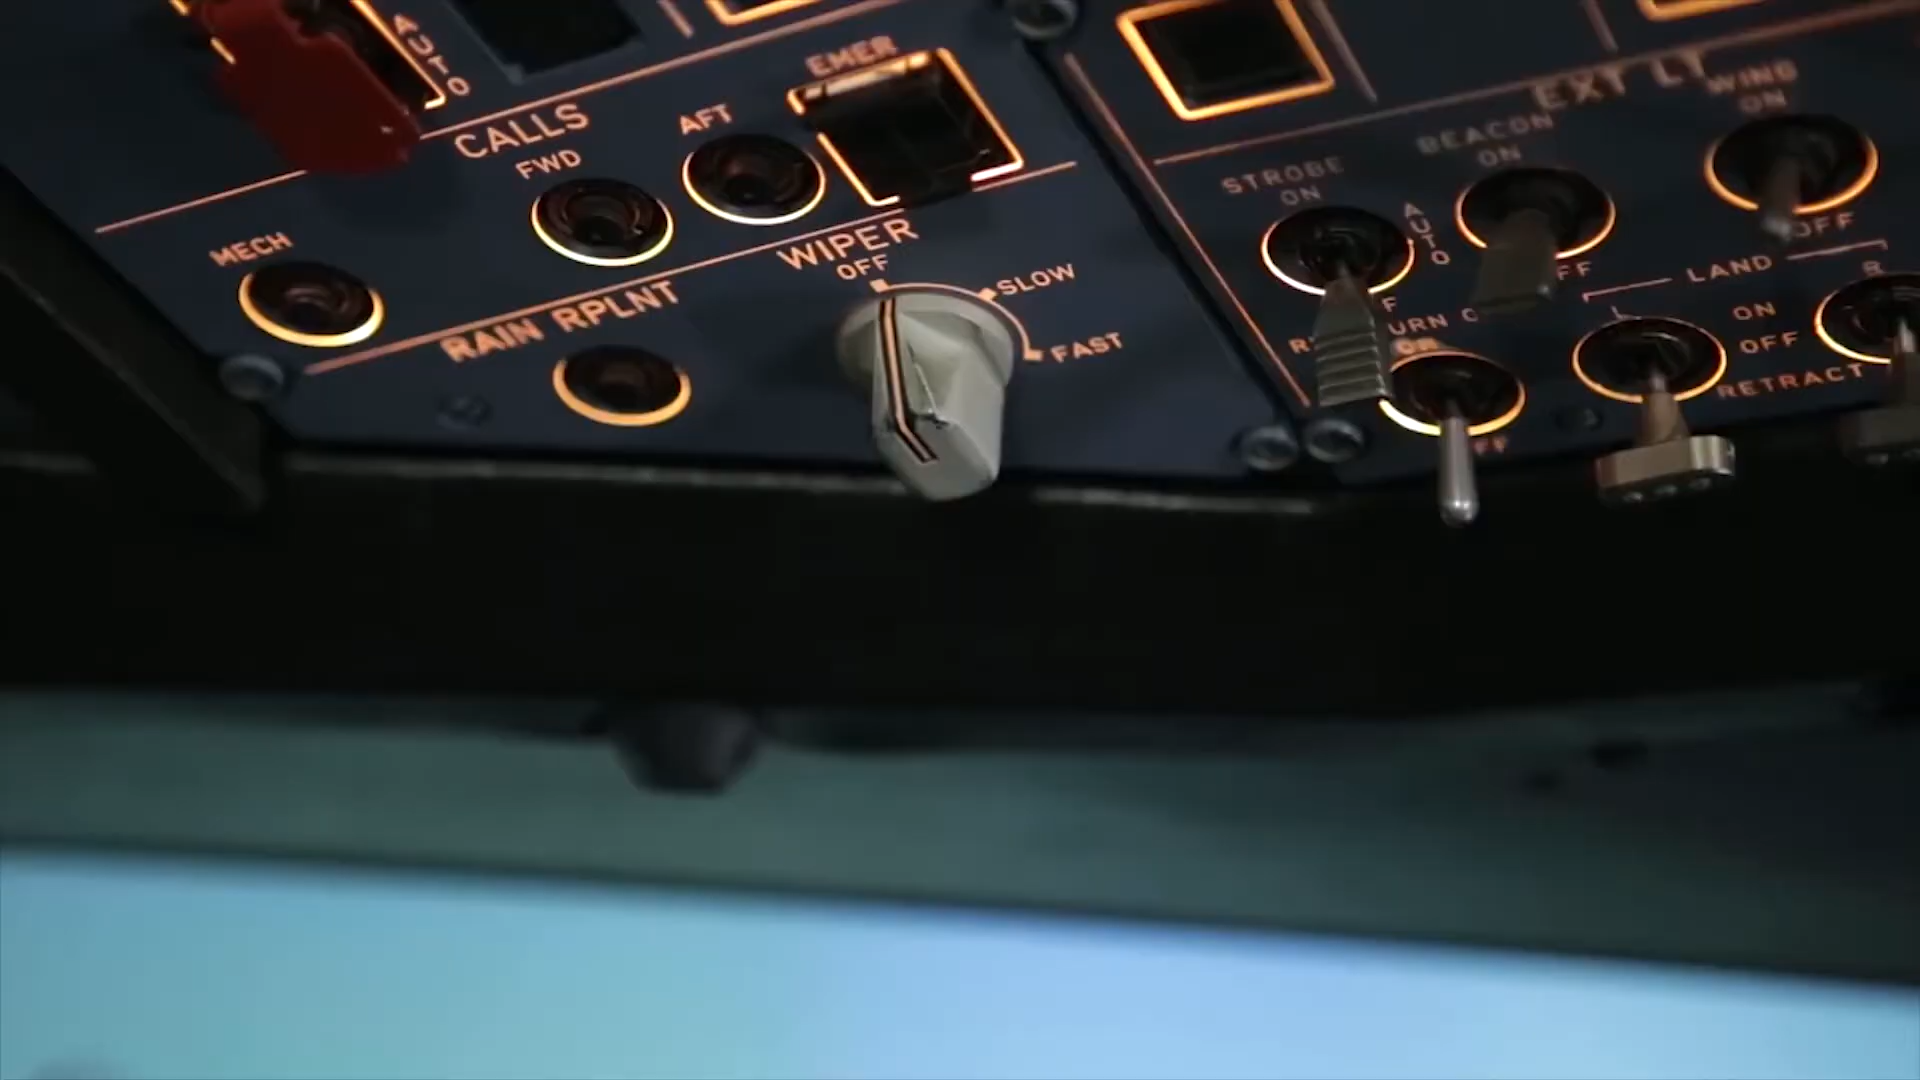 AUTO
CALLS
EMER
MECH
FWD
AFT
RAIN RPLNT
WIPER
OFF
SLOW
FAST
EXT LT
STROBE
ON
AUTO
BEACON
ON
WING
ON
OFF
LAND
L
R
ON
OFF
RETRACT